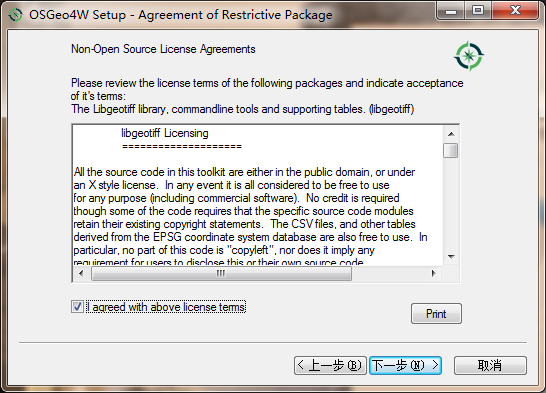 OSGeo4W Setup - Agreement of Restrictive Package
Non-Open Source License Agreements
Please review the license terms of the following packages and indicate acceptance
of it's terms:
The Libgeotiff library, commandline tools and supporting tables. (libgeotiff)
libgeotiff Licensing
====================
All the source code in this toolkit are either in the public domain, or under
an X style license.  In any event it is all considered to be free to use
for any purpose (including commercial software).  No credit is required
though some of the code requires that the specific source code modules
retain their existing copyright statements.  The CSV files, and other tables
derived from the EPSG coordinate system database are also free to use.  In
particular, no part of this code is "copyleft", nor does it imply any
requirement for users to disclose this or their own source code
I agreed with above license terms
Print
< 上一步(B)
下一步(N) >
取消